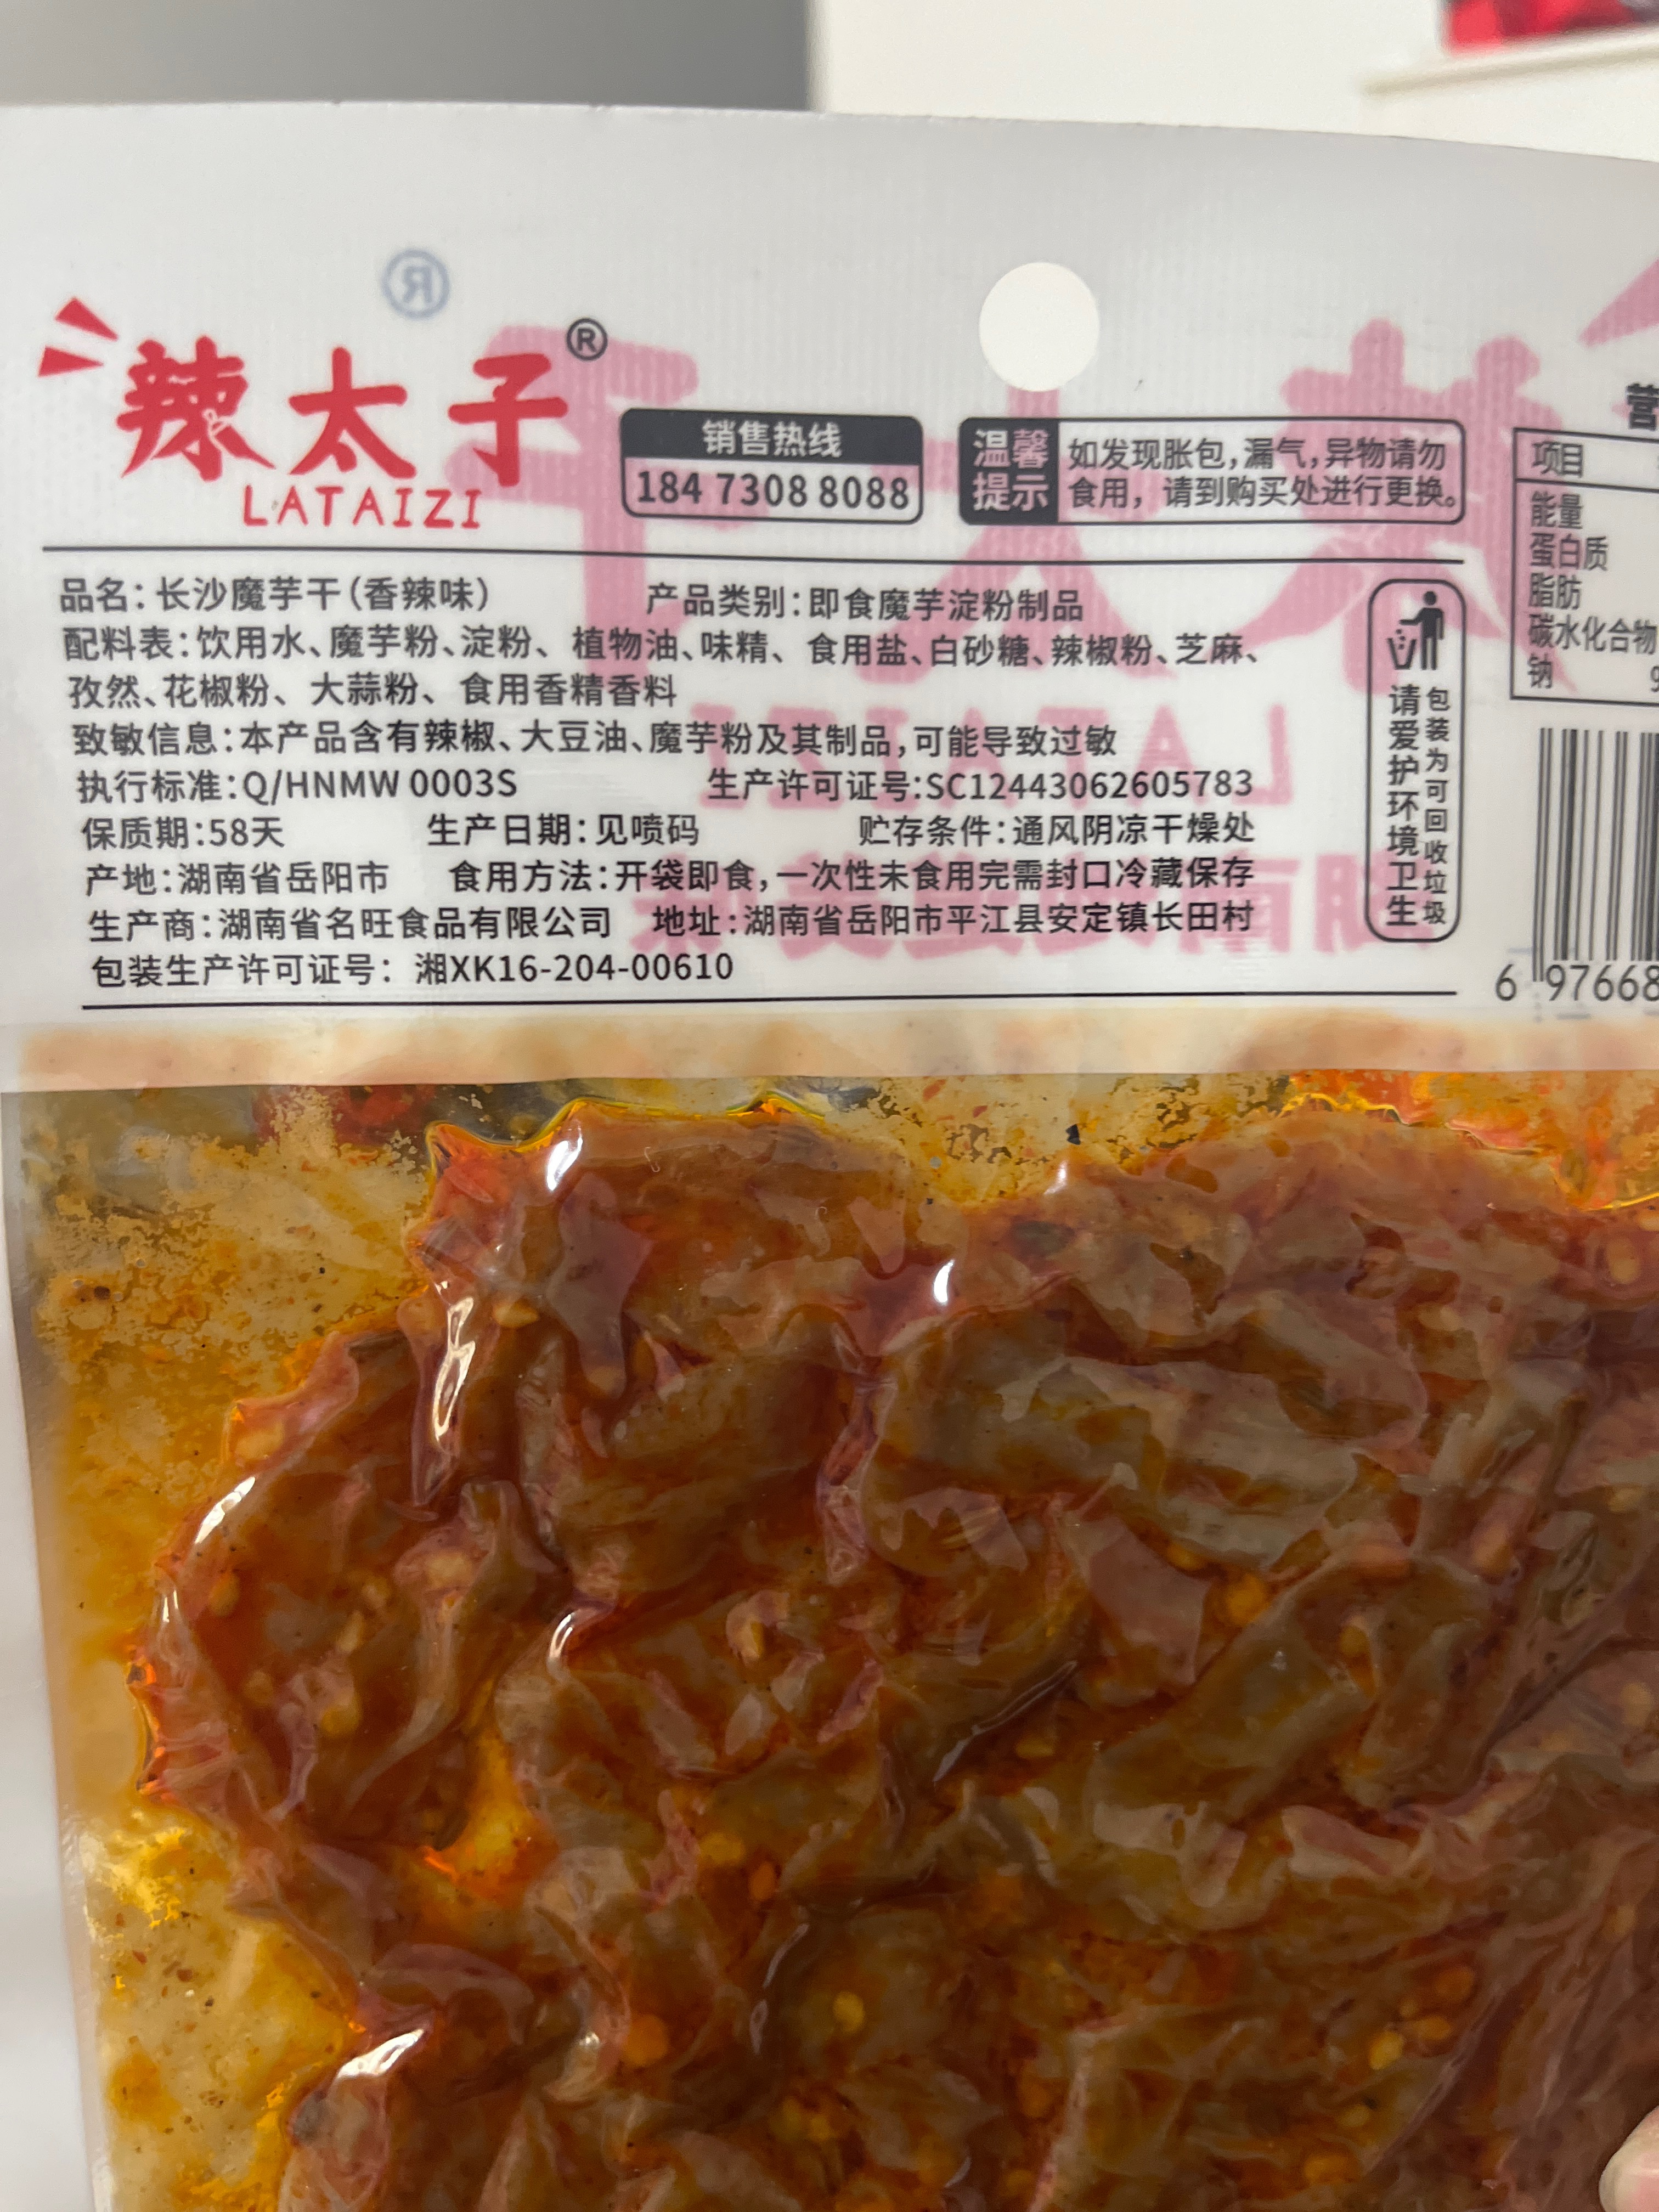 辣太子®
LATAIZI
销售热线
184 7308 8088
温馨提示
如发现胀包，漏气，异物请勿
食用，请到购买处进行更换。
品名：长沙魔芋干（香辣味） 产品类别：即食魔芋淀粉制品
配料表：饮用水、魔芋粉、淀粉、植物油、味精、食用盐、白砂糖、辣椒粉、芝麻、
孜然、花椒粉、大蒜粉、食用香精香料
致敏信息：本产品含有辣椒、大豆油、魔芋粉及其制品，可能导致过敏
执行标准：Q/HNMW 0003S 生产许可证号：SC12443062605783
保质期：58天 生产日期：见喷码 贮存条件：通风阴凉干燥处
产地：湖南省岳阳市 食用方法：开袋即食，一次性未食用完需封口冷藏保存
生产商：湖南省名旺食品有限公司 地址：湖南省岳阳市平江县安定镇长田村
包装生产许可证号：湘XK16-204-00610
包装为可回收垃圾
请爱护环境卫生
营
项目
能量
蛋白质
脂肪
碳水化合物
钠 9
6 97668